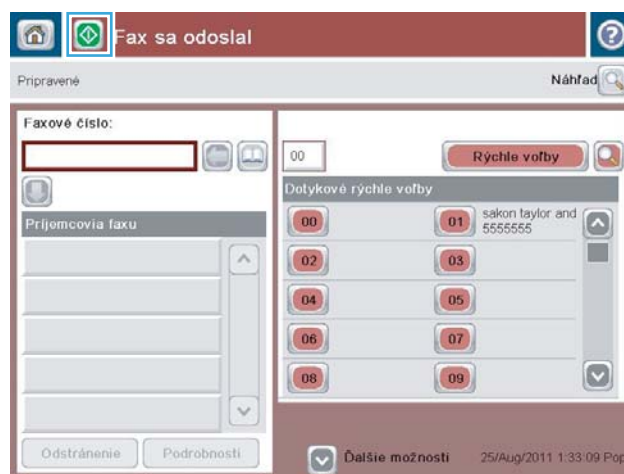 Fax sa odoslal
Pripravené
Náhľad
Faxové číslo:
00
Rýchle voľby
Dotykové rýchle voľby
Príjemcovia faxu
00
01
sakon taylor and
5555555
02
03
04
05
06
07
08
09
Odstránenie
Podrobnosti
Ďalšie možnosti
25/Aug/2011 1:33:09 Pop